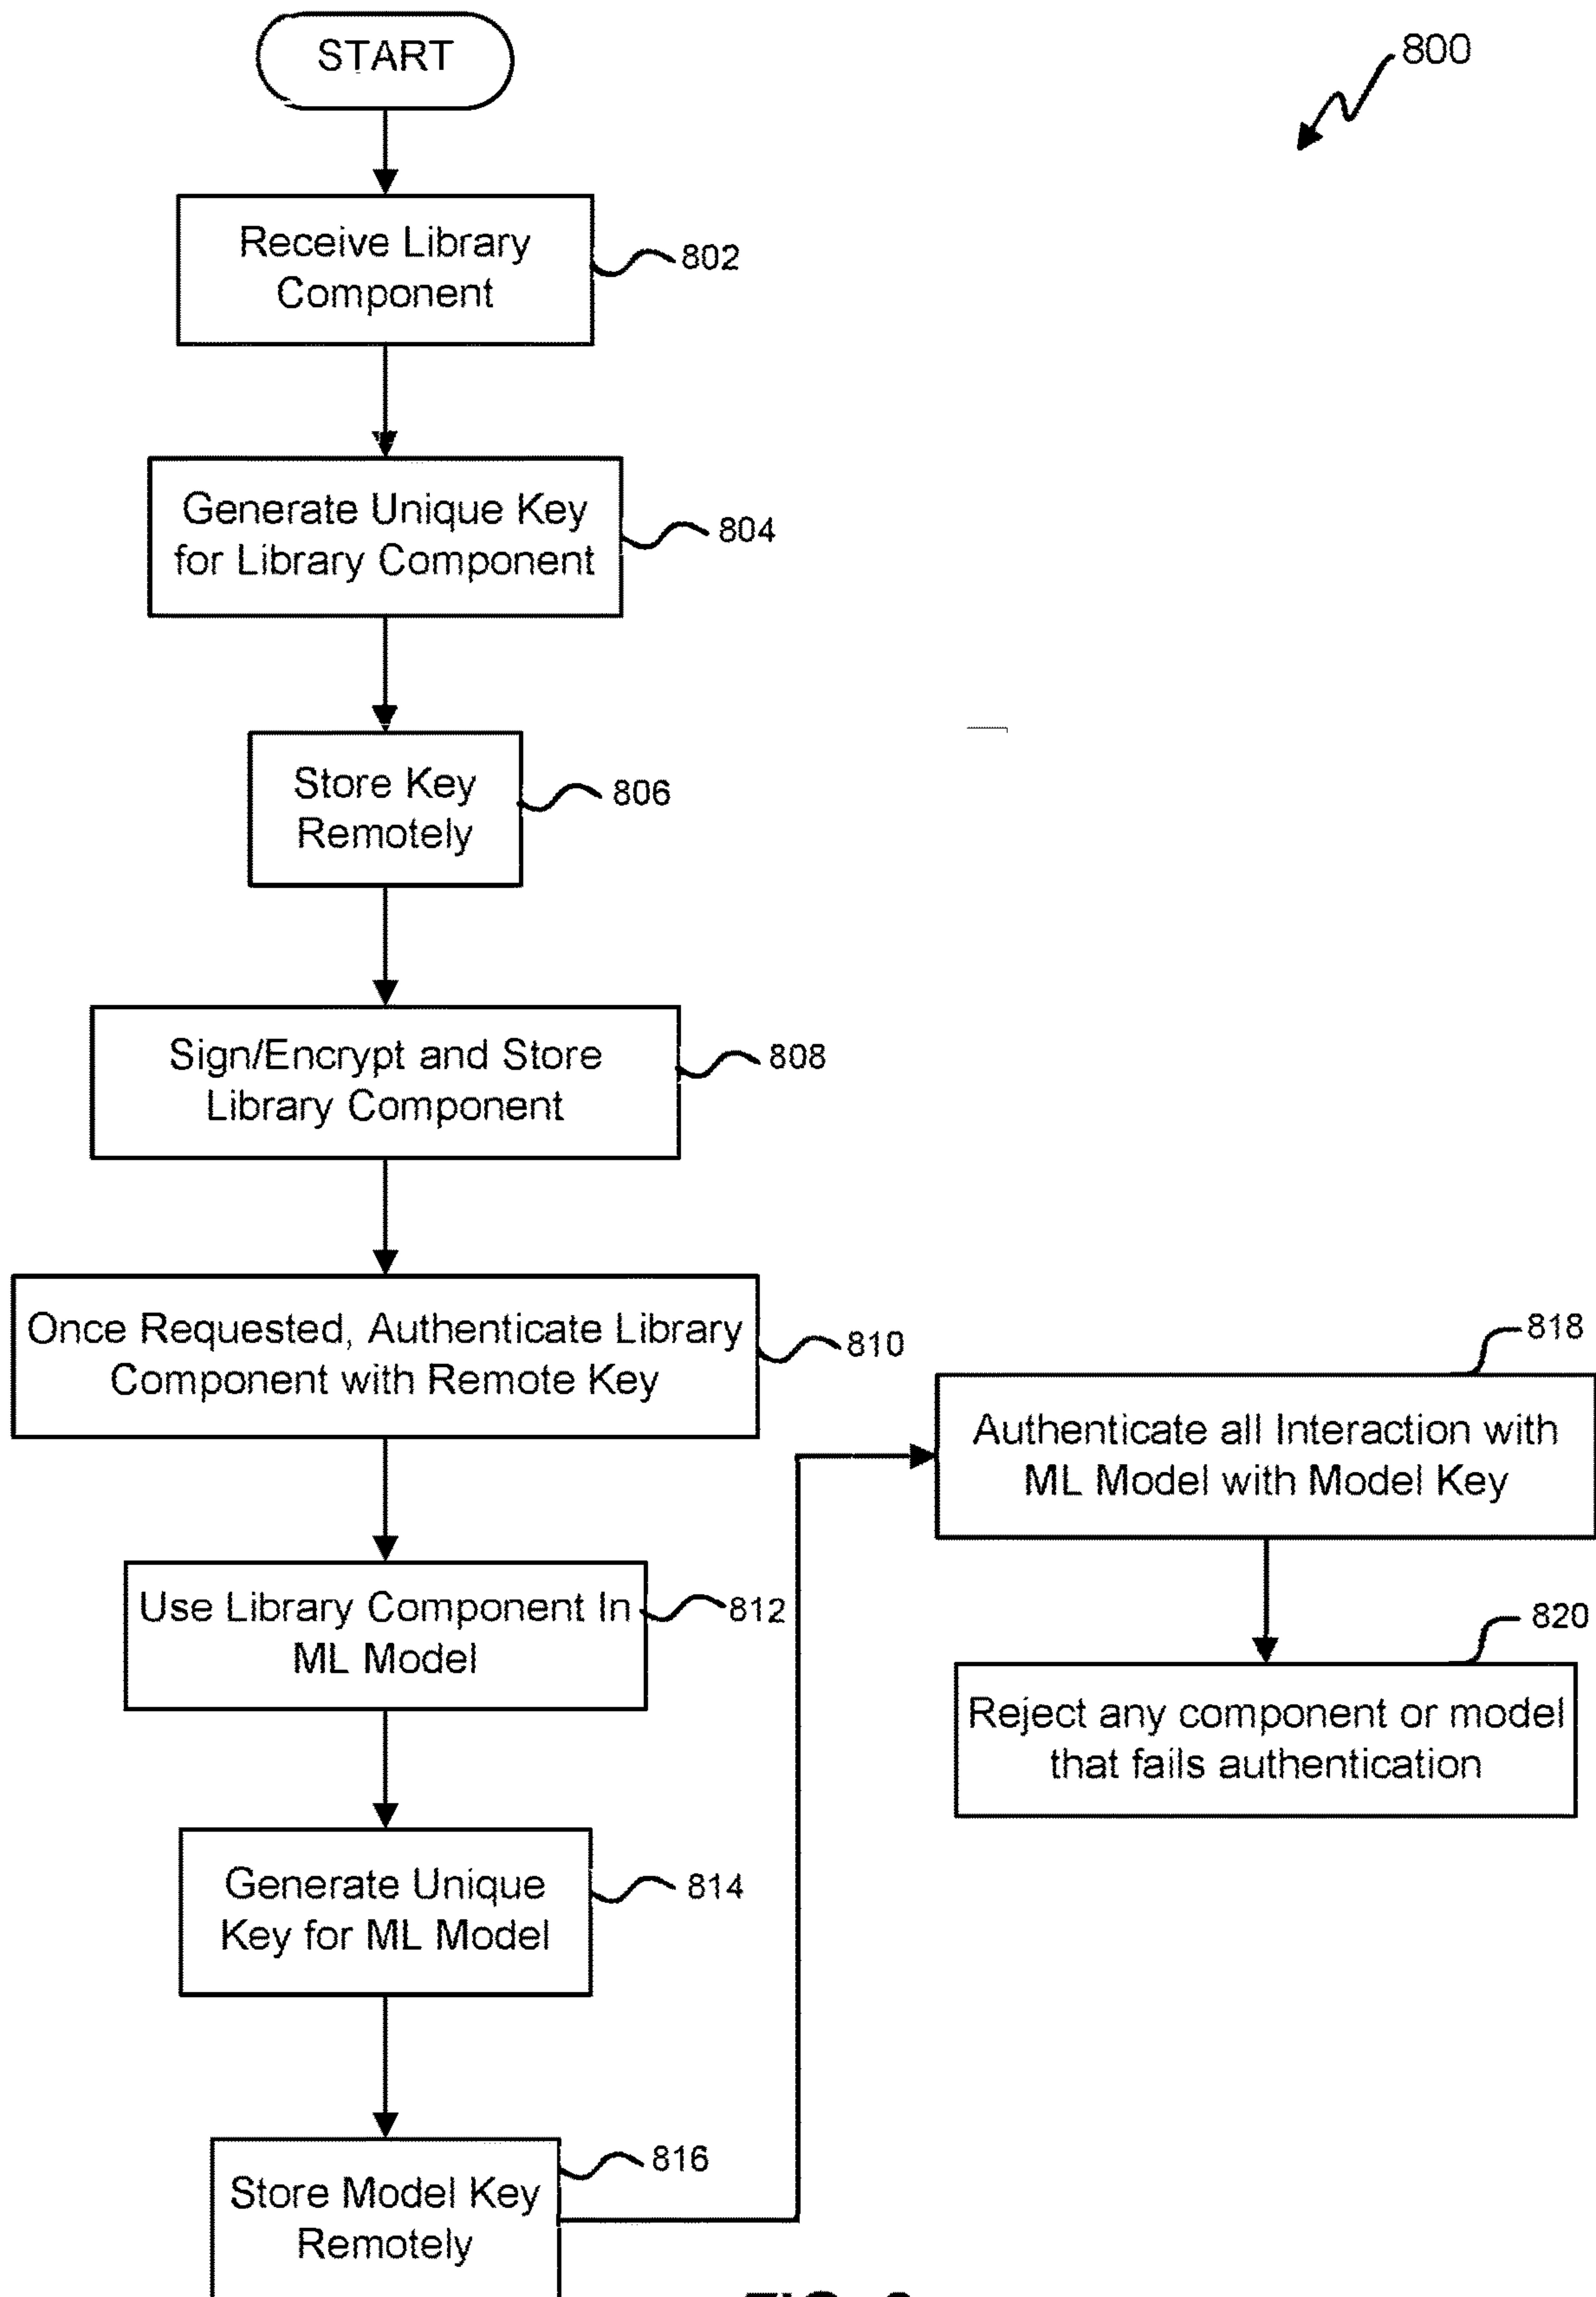 START
800
Receive Library
Component
802
Generate Unique Key
for Library Component
804
Store Key
Remotely
806
Sign/Encrypt and Store
Library Component
808
Once Requested, Authenticate Library
Component with Remote Key
810
Use Library Component In
ML Model
812
Generate Unique
Key for ML Model
814
Store Model Key
Remotely
816
818
Authenticate all Interaction with
ML Model with Model Key
820
Reject any component or model
that fails authentication